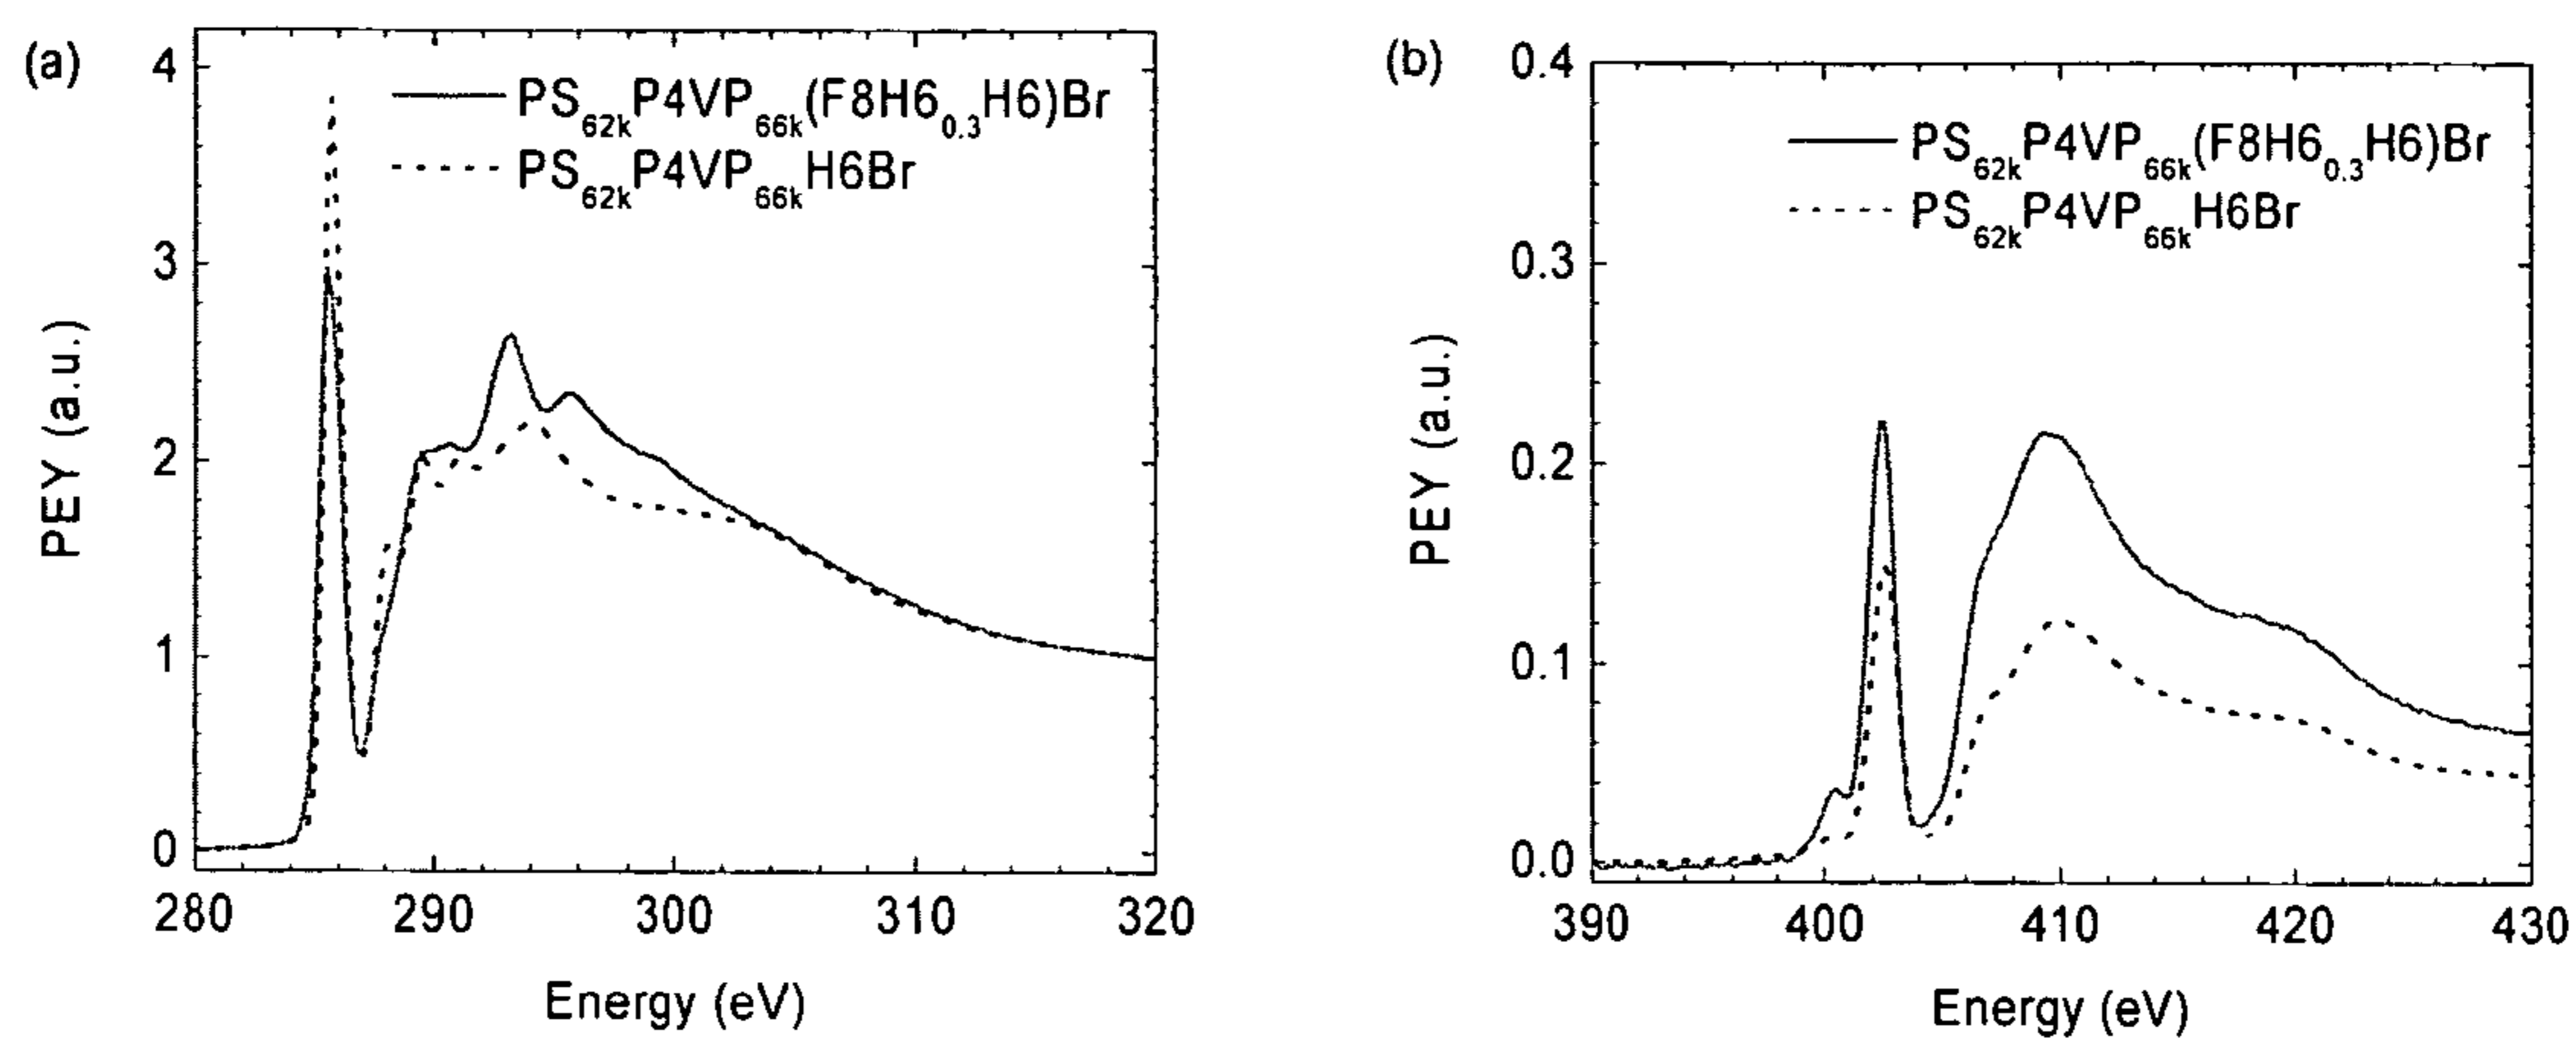 (a)
PS62kP4VP66k(F8H60.3H6)Br
PS62kP4VP66kH6Br
PEY (a.u.)
4
3
2
1
0
280 290 300 310 320
Energy (eV)
(b)
PS62kP4VP66k(F8H60.3H6)Br
PS62kP4VP66kH6Br
PEY (a.u.)
0.4
0.3
0.2
0.1
0.0
390 400 410 420 430
Energy (eV)